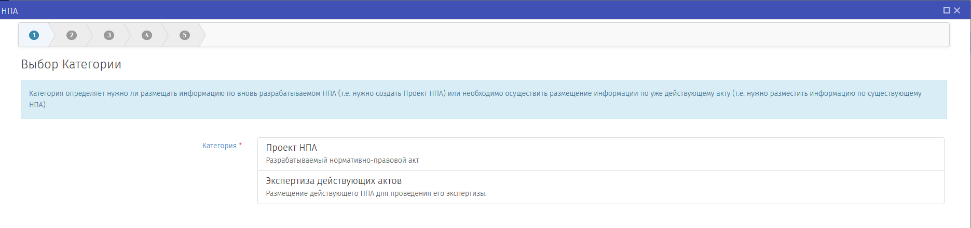 НПА
1 2 3 4 5
Выбор Категории
Категория определяет нужно ли размещать информацию по вновь разрабатываемом НПА (т.е. нужно создать Проект НПА) или необходимо осуществить размещение информации по уже действующему акту (т.е. нужно разместить информацию по существующему
НПА).
Категория *
Проект НПА
Разрабатываемый нормативно-правовой акт
Экспертиза действующих актов
Размещение действующего НПА для проведения его экспертизы.